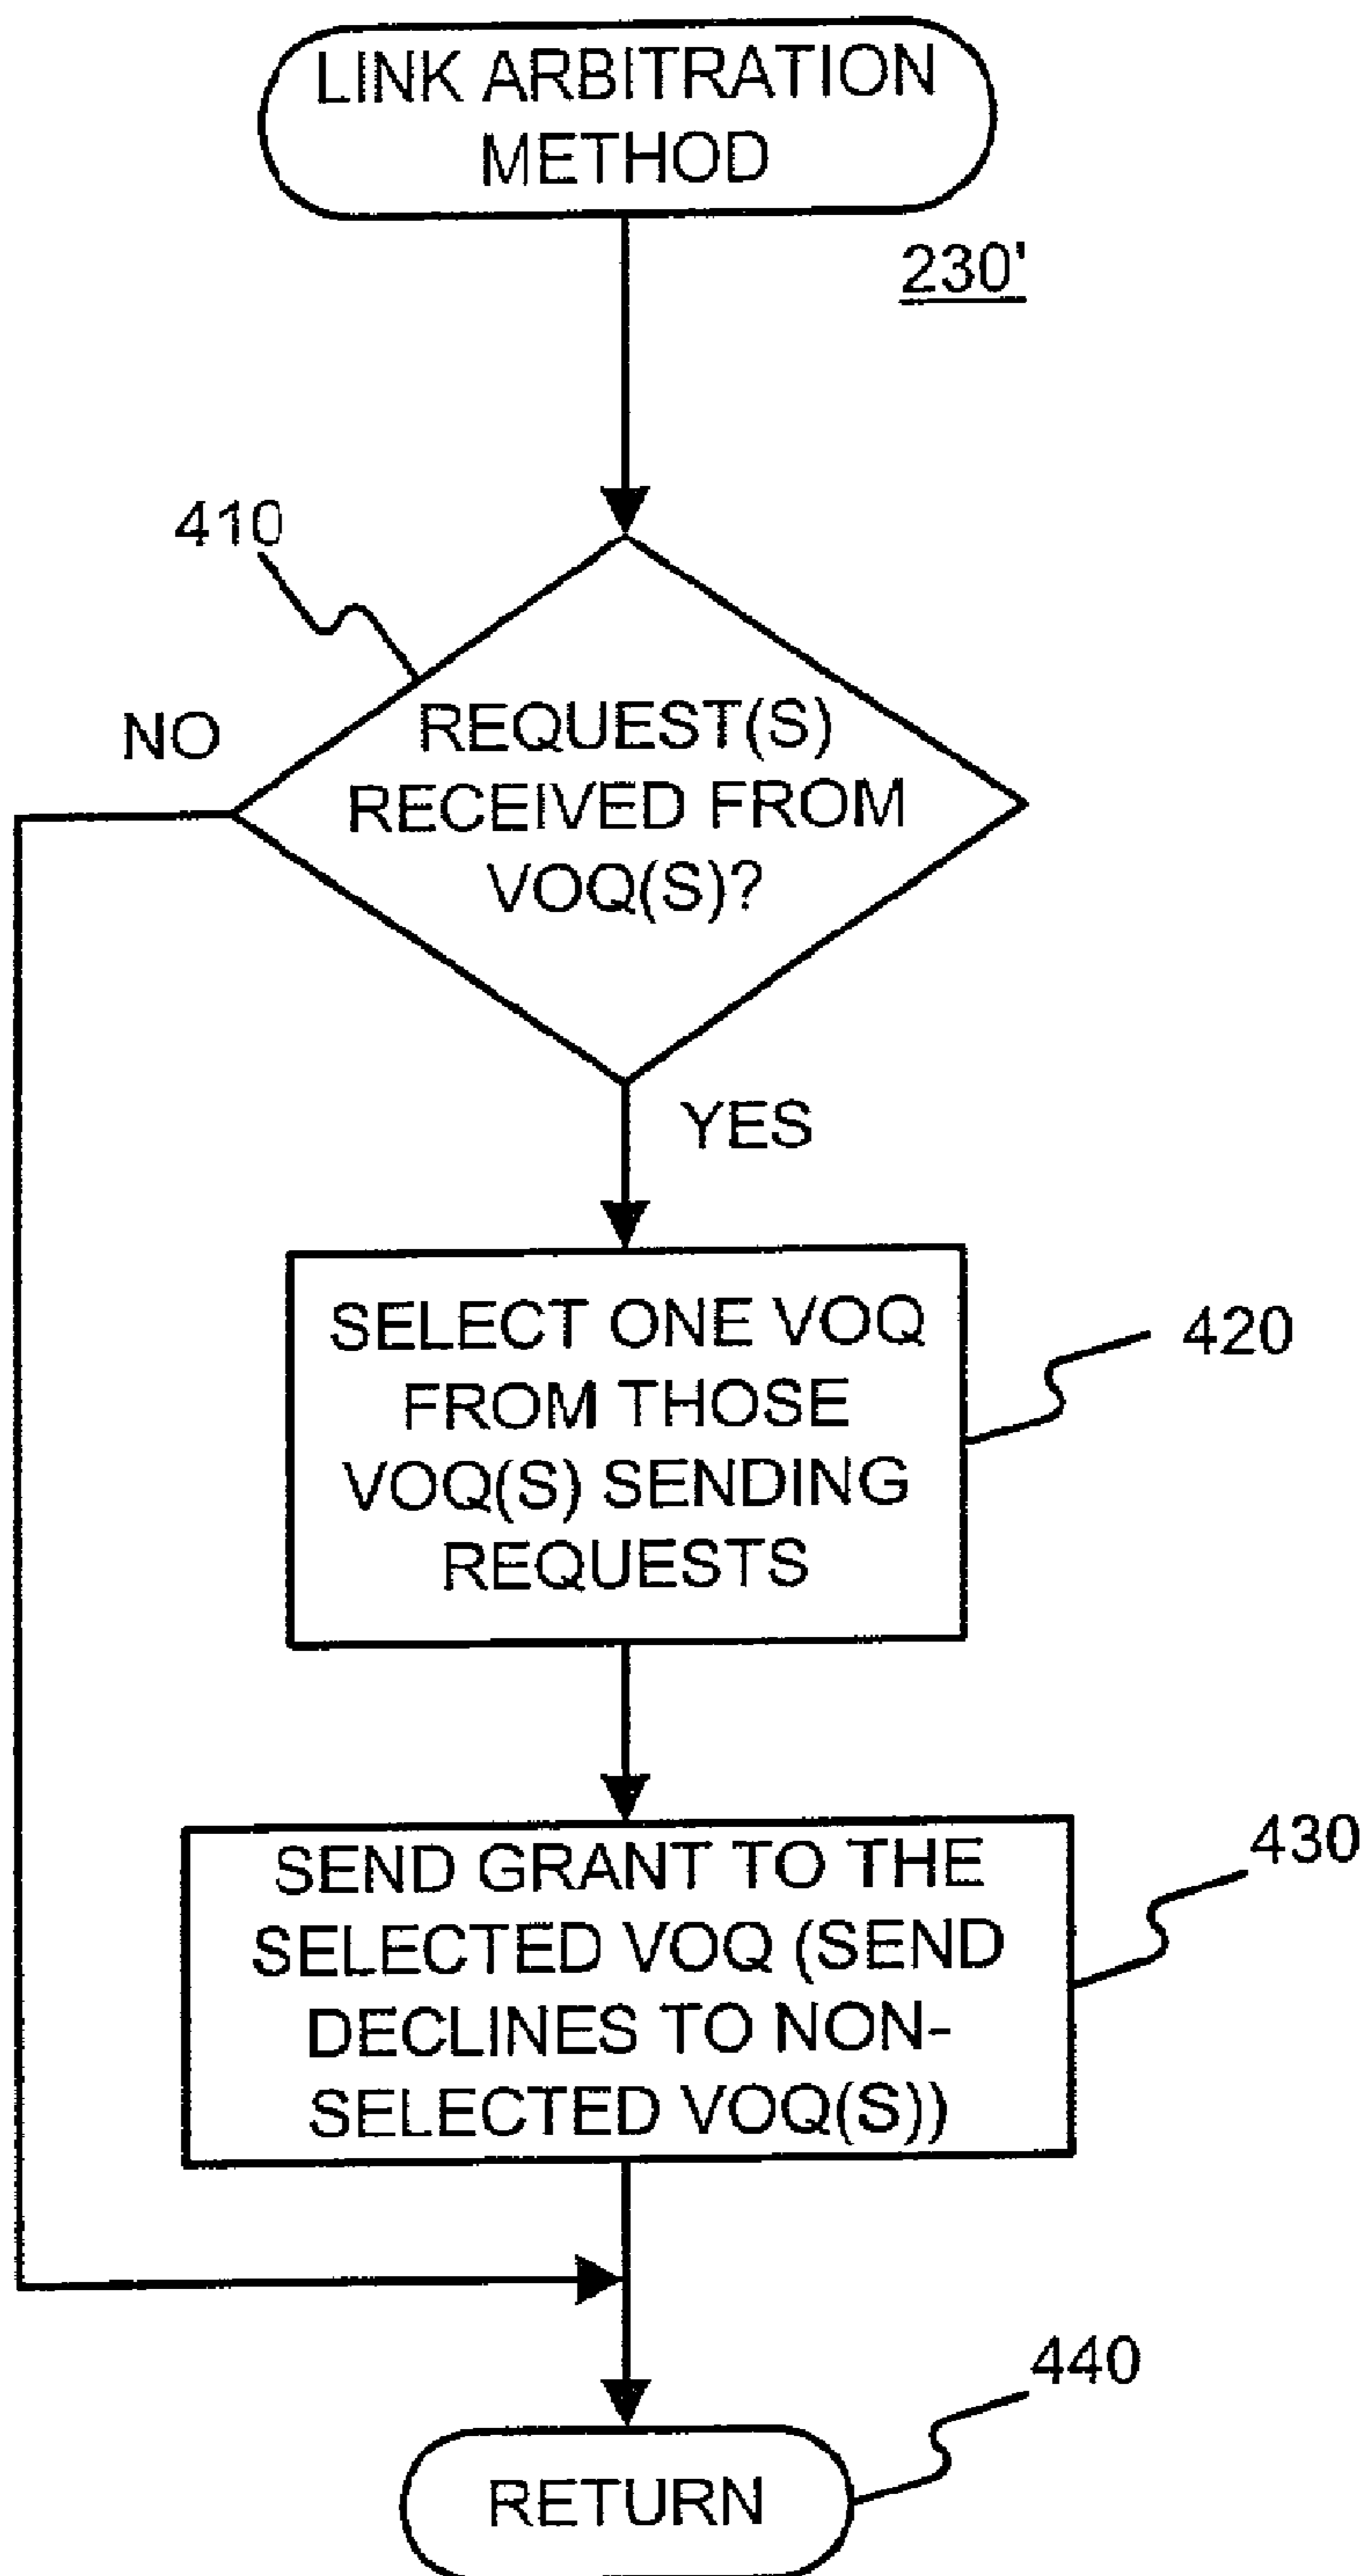 LINK ARBITRATION
METHOD
230'
410
NO
REQUEST(S)
RECEIVED FROM
VOQ(S)?
YES
SELECT ONE VOQ
FROM THOSE
VOQ(S) SENDING
REQUESTS
420
SEND GRANT TO THE
SELECTED VOQ (SEND
DECLINES TO NON-
SELECTED VOQ(S))
430
440
RETURN